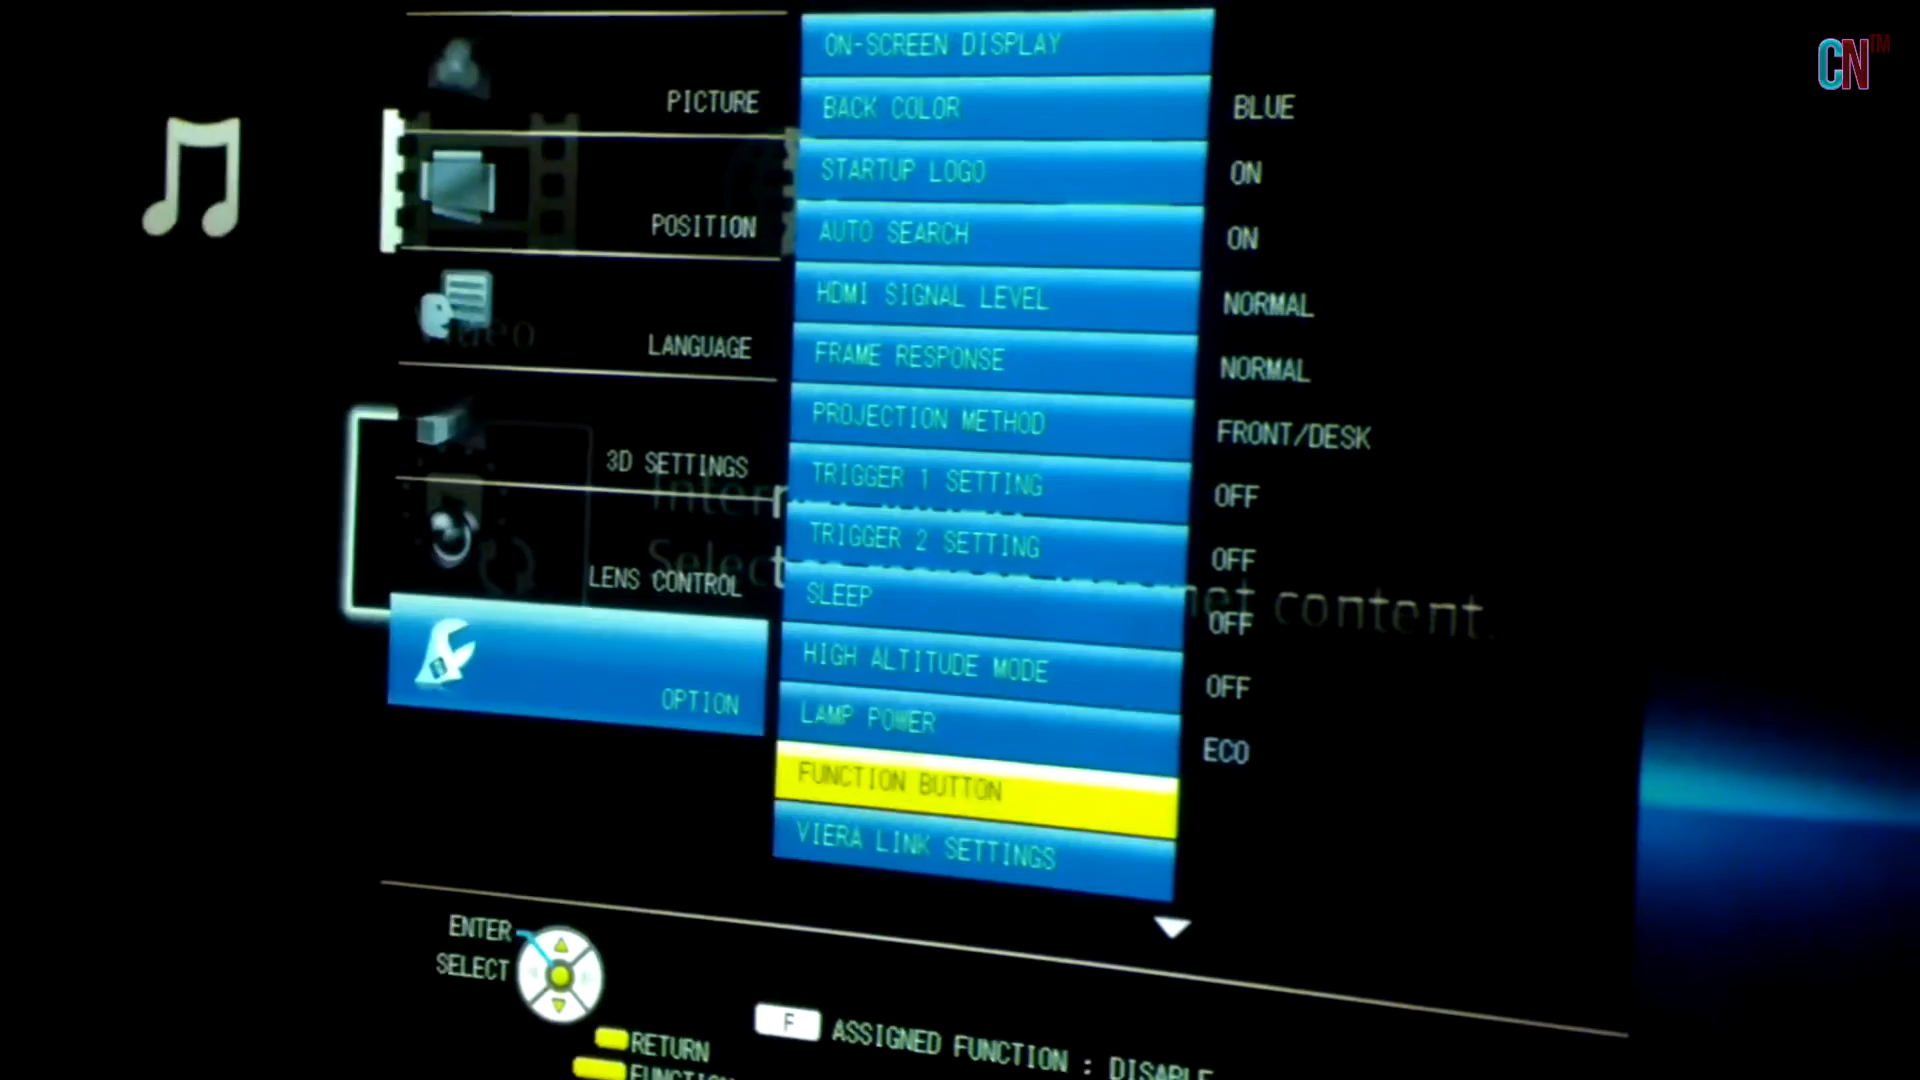 CN™
PICTURE
POSITION
LANGUAGE
3D SETTINGS
LENS CONTROL
OPTION
ON-SCREEN DISPLAY
BACK COLOR BLUE
STARTUP LOGO ON
AUTO SEARCH ON
HDMI SIGNAL LEVEL NORMAL
FRAME RESPONSE NORMAL
PROJECTION METHOD FRONT/DESK
TRIGGER 1 SETTING OFF
TRIGGER 2 SETTING OFF
SLEEP OFF
HIGH ALTITUDE MODE OFF
LAMP POWER ECO
FUNCTION BUTTON
VIERA LINK SETTINGS
content.
ENTER
SELECT
RETURN
F ASSIGNED FUNCTION : DISABLE